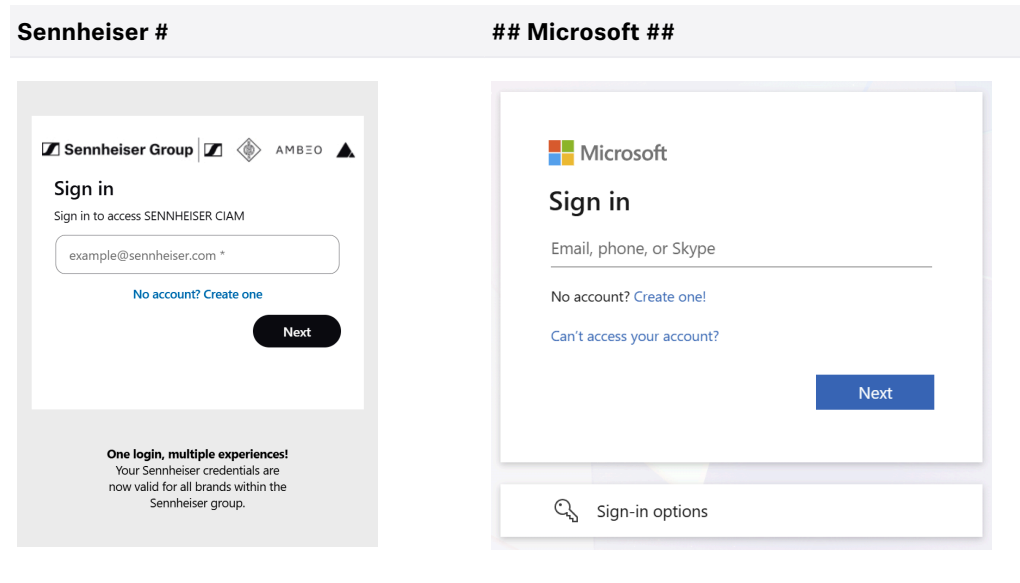 Sennheiser #
Sennheiser Group
AMBEO
Sign in
Sign in to access SENNHEISER CIAM
example@sennheiser.com *
No account? Create one
Next
One login, multiple experiences!
Your Sennheiser credentials are
now valid for all brands within the
Sennheiser group.
## Microsoft ##
Microsoft
Sign in
Email, phone, or Skype
No account? Create one!
Can't access your account?
Next
Sign-in options